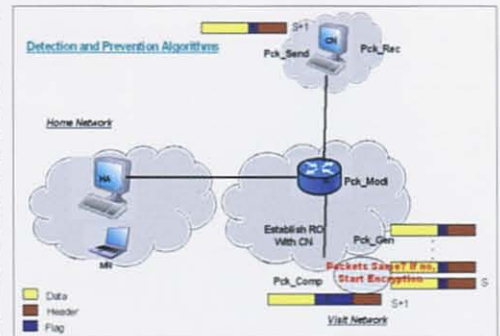 S+1
Detection and Prevention Algorithms
CN
Pck_Send
Pck_Rec
Home Network
HA
Pck_Modi
MR
Establish RO
With CN
Pck_Gen
Packets Same? If no,
Start Encryption
Pck_Comp
S
S+1
Visit Network
Data
Header
Flag